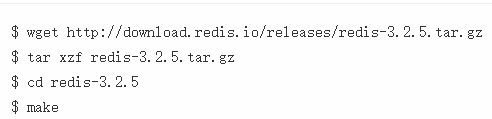 $ wget http://download.redis.io/releases/redis-3.2.5.tar.gz
$ tar xzf redis-3.2.5.tar.gz
$ cd redis-3.2.5
$ make